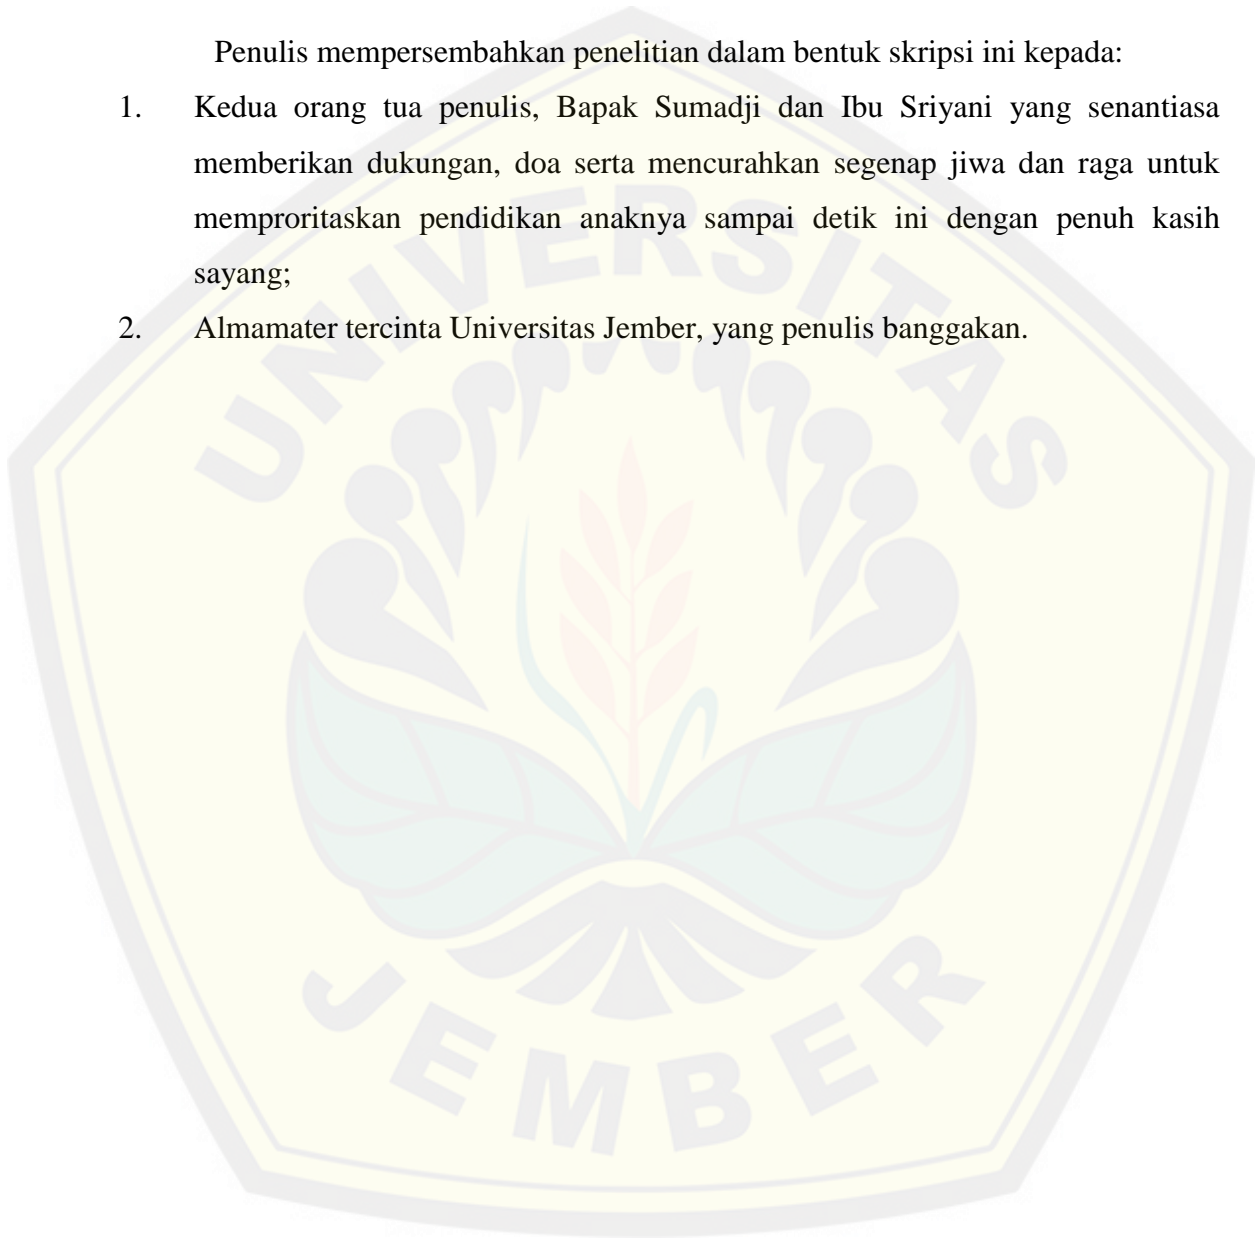 Penulis mempersembahkan penelitian dalam bentuk skripsi ini kepada:
1. Kedua orang tua penulis, Bapak Sumadji dan Ibu Sriyani yang senantiasa
memberikan dukungan, doa serta mencurahkan segenap jiwa dan raga untuk
memproritaskan pendidikan anaknya sampai detik ini dengan penuh kasih
sayang;
2. Almamater tercinta Universitas Jember, yang penulis banggakan.
UNIVERSITAS
JEMBER